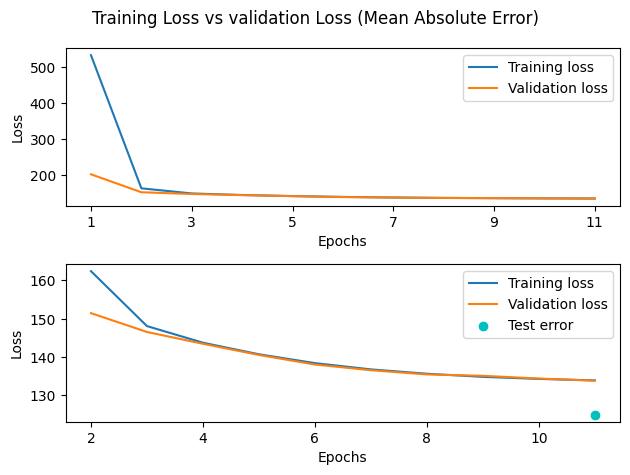 Training Loss vs validation Loss (Mean Absolute Error)
500
400
300
200
Loss
Training loss
Validation loss
1 3 5 7 9 11
Epochs
160
150
140
130
Loss
Training loss
Validation loss
Test error
2 4 6 8 10
Epochs